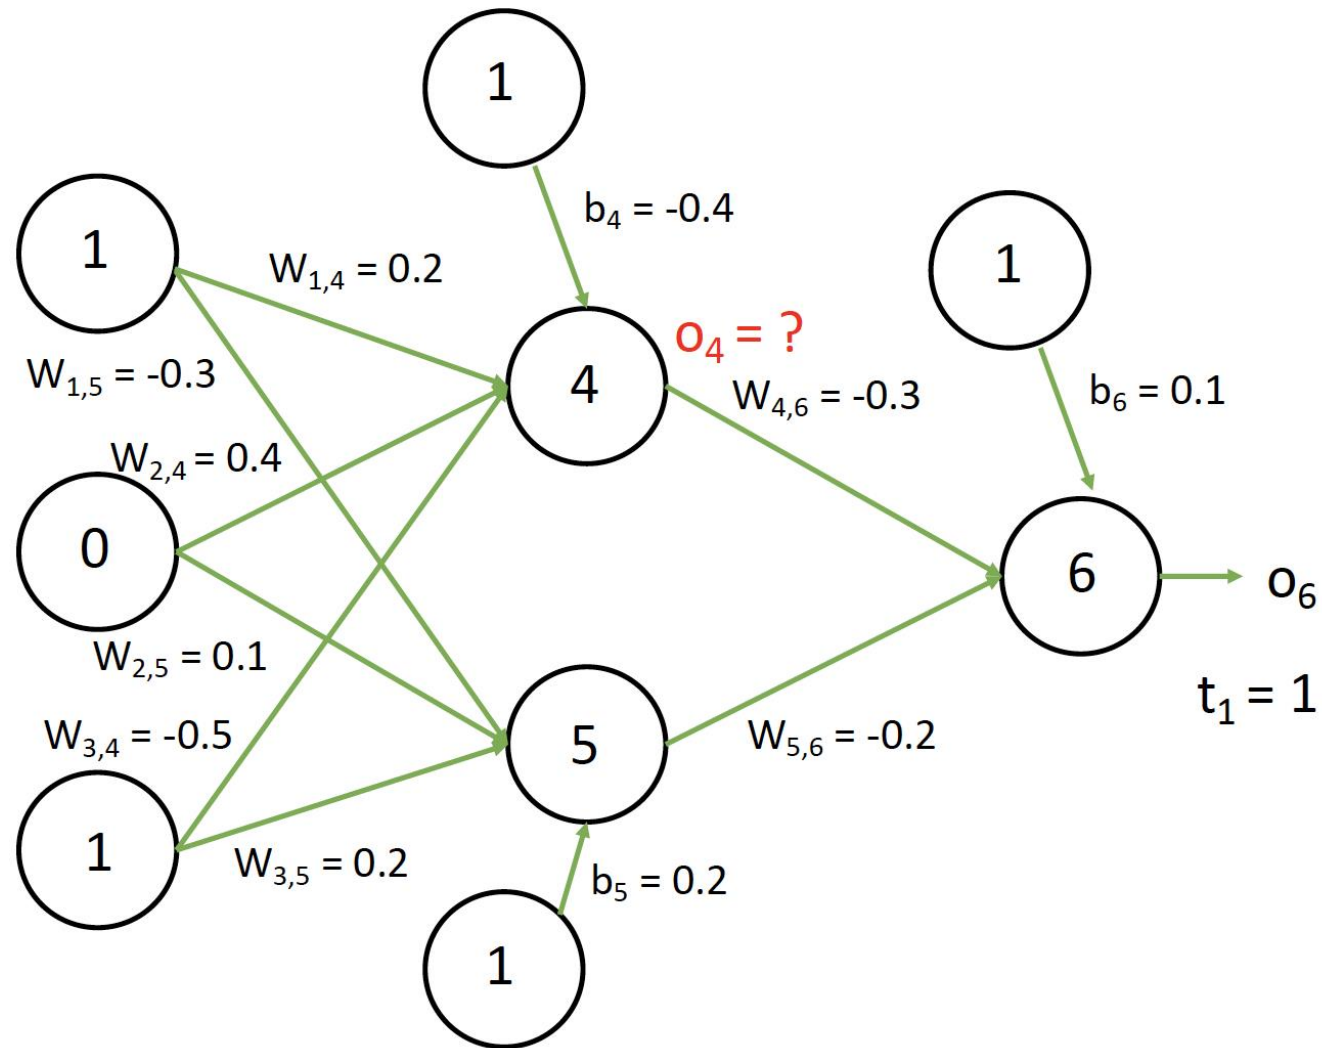 1
b₄ = -0.4
1
W₁,₄ = 0.2
1
o₄ = ?
W₁,₅ = -0.3
4
W₄,₆ = -0.3
b₆ = 0.1
W₂,₄ = 0.4
0
6
o₆
W₂,₅ = 0.1
t₁ = 1
W₃,₄ = -0.5
5
W₅,₆ = -0.2
1
W₃,₅ = 0.2
b₅ = 0.2
1